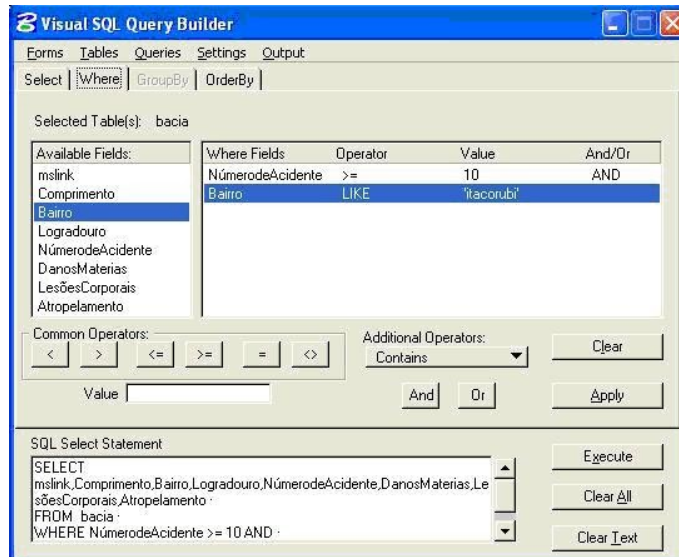 Visual SQL Query Builder
Forms Tables Queries Settings Output
Select Where GroupBy OrderBy
Selected Table(s): bacia
Available Fields:
mslink
Comprimento
Bairro
Logradouro
NúmerodeAcidente
DanosMaterias
LesõesCorporais
Atropelamento
Where Fields Operator Value And/Or
NúmerodeAcidente >= 10 AND
Bairro LIKE 'itacorubi'
Common Operators:
< > <= >= = <>
Additional Operators:
Contains
Clear
Value
And Or
Apply
SQL Select Statement
SELECT
mslink,Comprimento,Bairro,Logradouro,NúmerodeAcidente,DanosMaterias,Le
sõesCorporais,Atropelamento ·
FROM bacia ·
WHERE NúmerodeAcidente >= 10 AND ·
Execute
Clear All
Clear Text